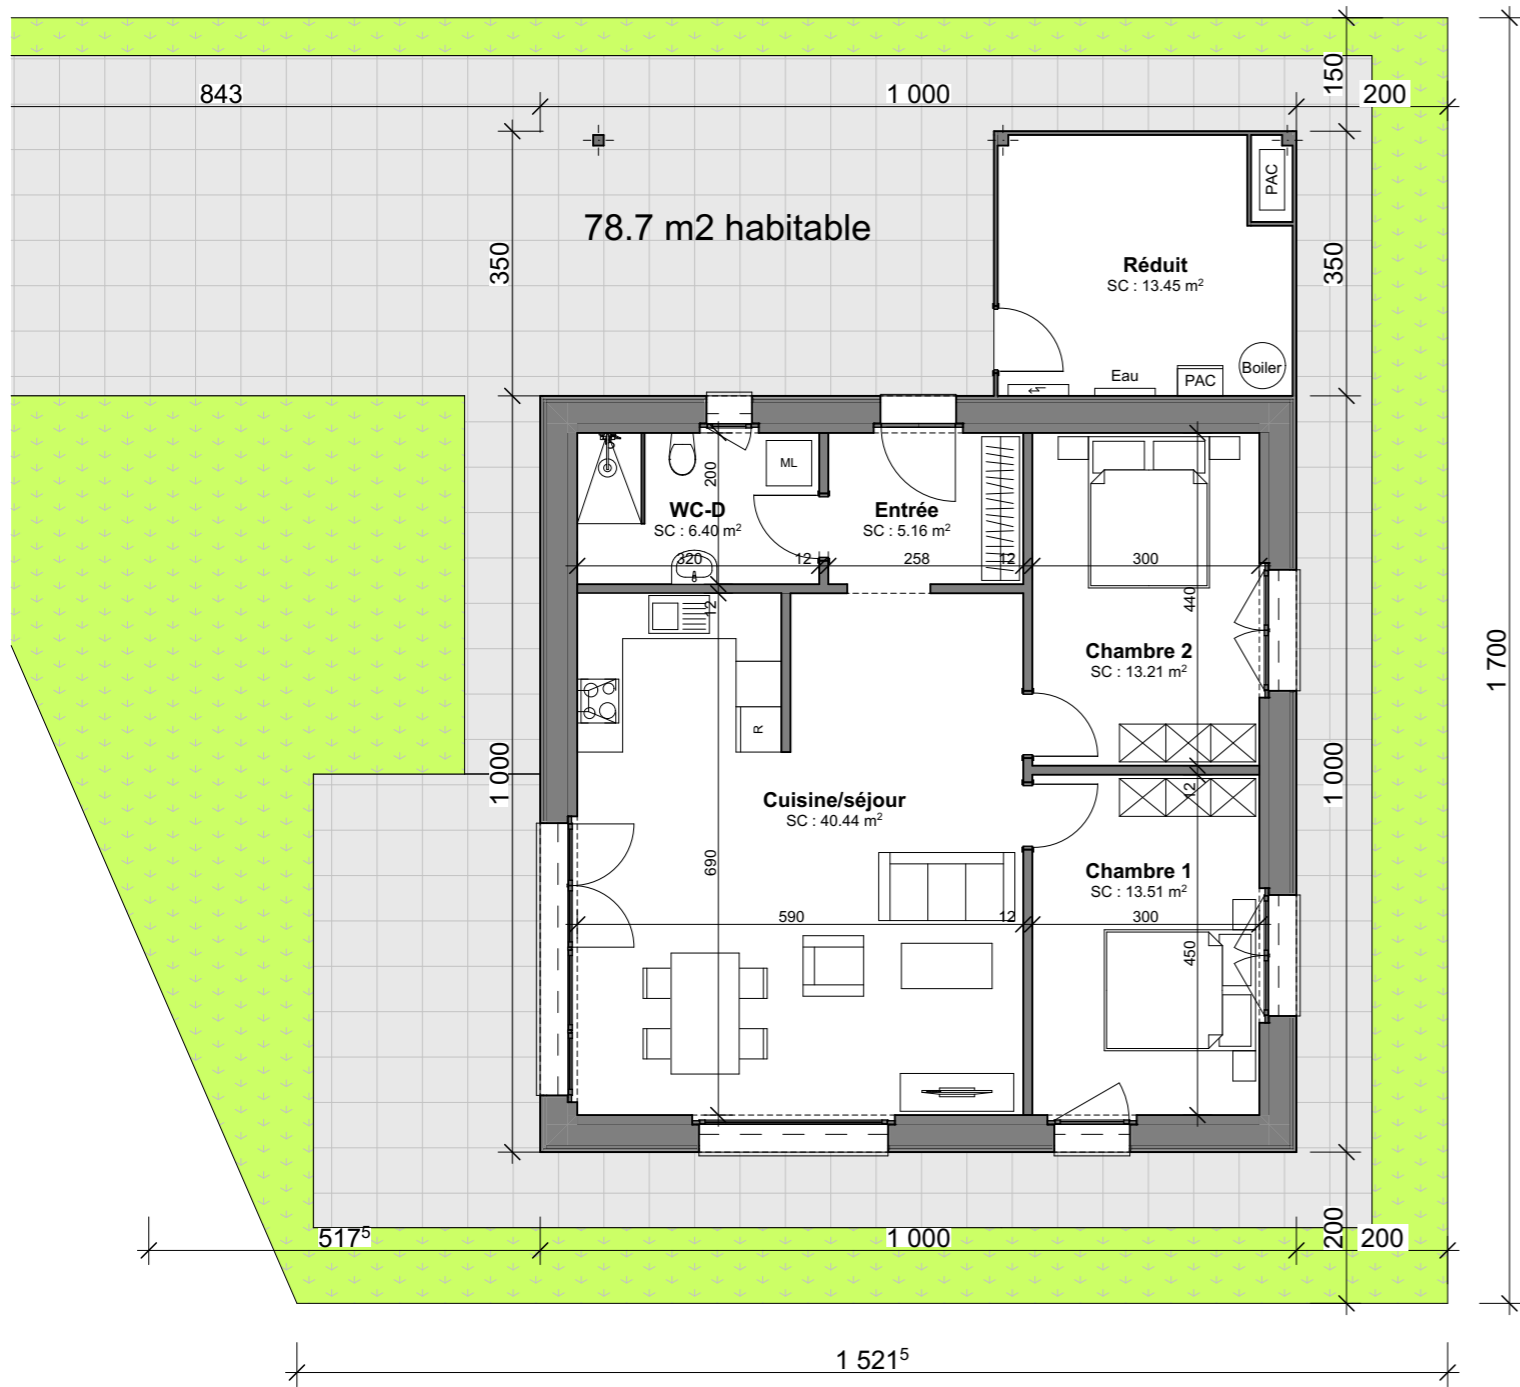 843
1 000
200
150
78.7 m2 habitable
PAC
350
350
Réduit
SC : 13.45 m²
Eau
PAC
Boiler
ML
200
WC-D
SC : 6.40 m²
Entrée
SC : 5.16 m²
320
12
258
12
300
440
12
Chambre 2
SC : 13.21 m²
1 700
R
1 000
Cuisine/séjour
SC : 40.44 m²
12
1 000
690
Chambre 1
SC : 13.51 m²
590
12
300
450
517⁵
1 000
200
200
1 521⁵